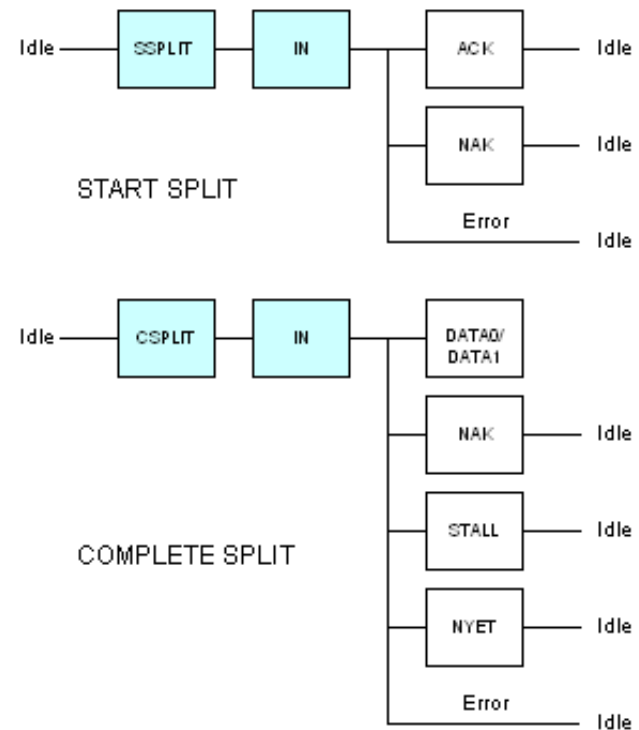 Idle SSPLIT IN ACK Idle
NAK Idle
START SPLIT
Error
Idle
Idle CSPLIT IN DATA0/
DATA1
NAK Idle
STALL Idle
COMPLETE SPLIT
NYET Idle
Error
Idle